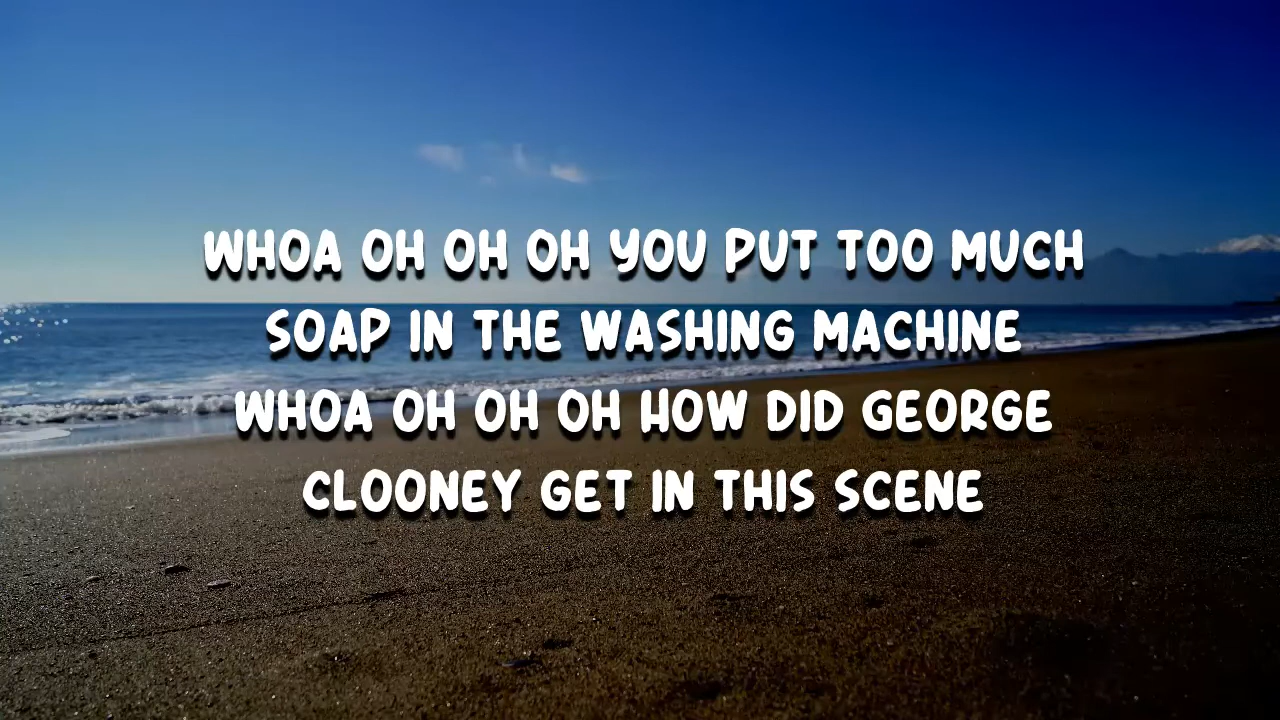 WHOA OH OH OH YOU PUT TOO MUCH
SOAP IN THE WASHING MACHINE
WHOA OH OH OH HOW DID GEORGE
CLOONEY GET IN THIS SCENE